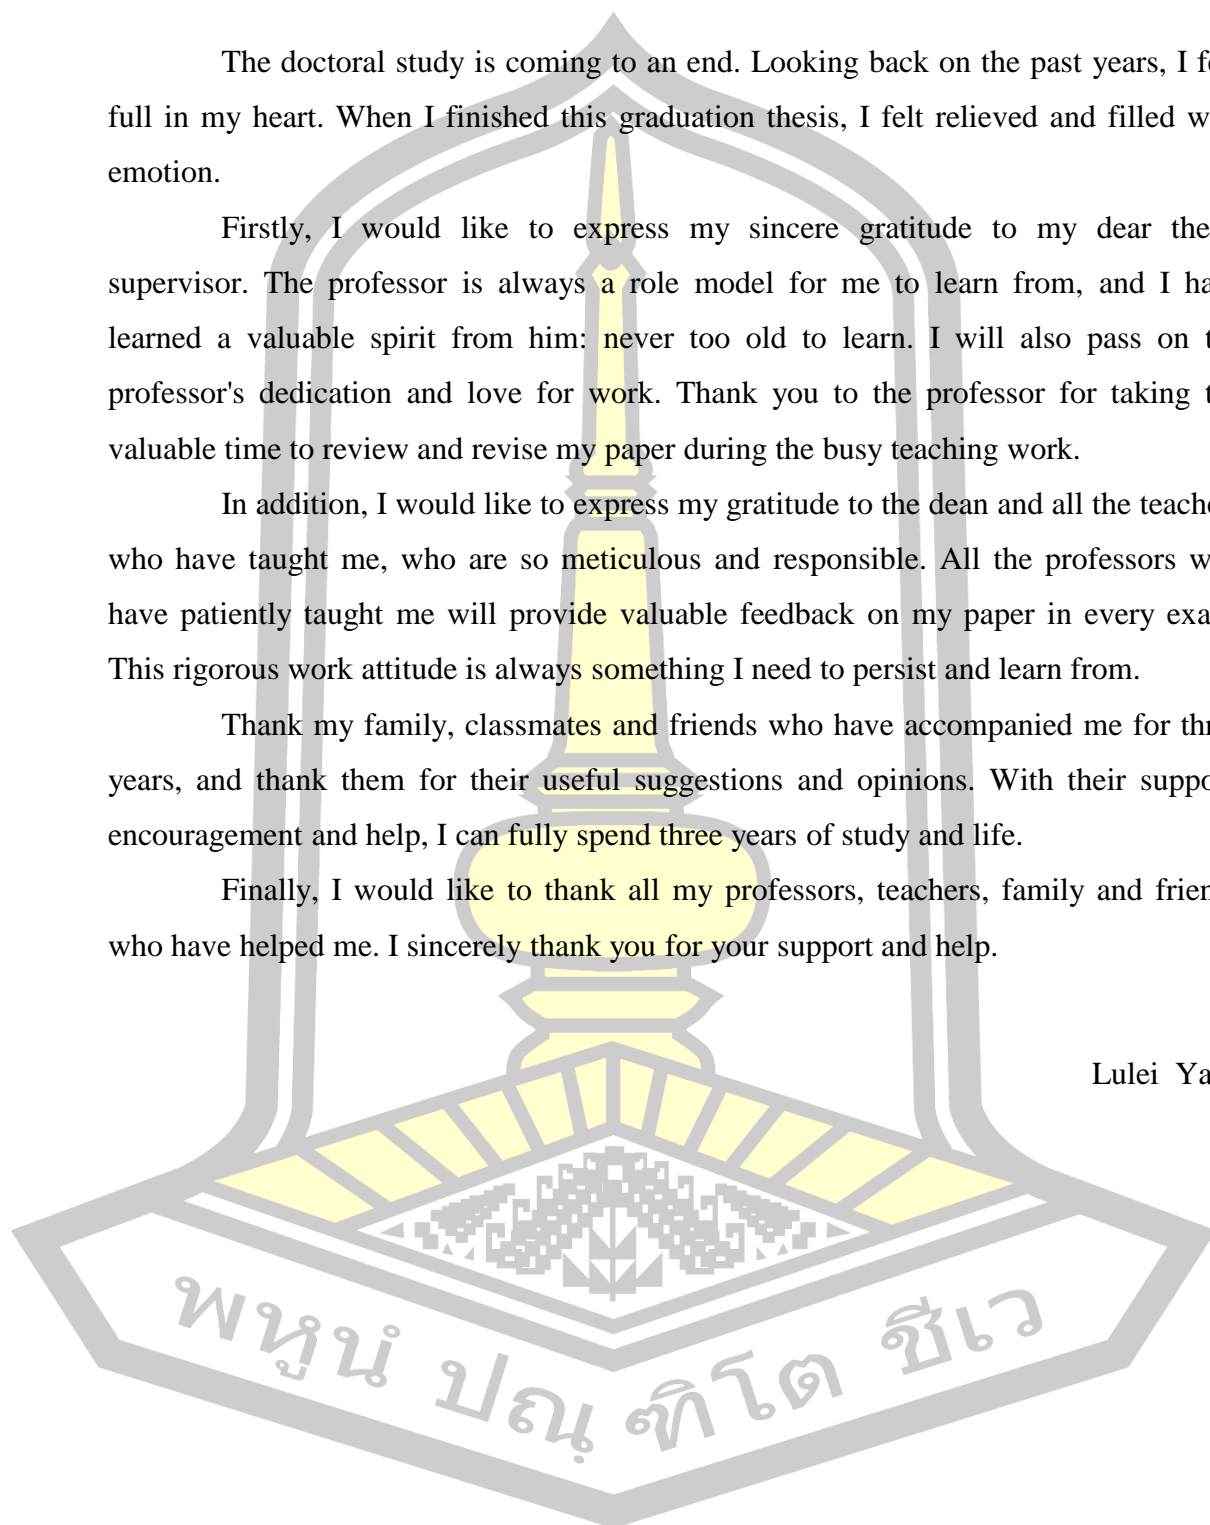 The doctoral study is coming to an end. Looking back on the past years, I fe
full in my heart. When I finished this graduation thesis, I felt relieved and filled w
emotion.
Firstly, I would like to express my sincere gratitude to my dear the
supervisor. The professor is always a role model for me to learn from, and I ha
learned a valuable spirit from him: never too old to learn. I will also pass on t
professor's dedication and love for work. Thank you to the professor for taking t
valuable time to review and revise my paper during the busy teaching work.
In addition, I would like to express my gratitude to the dean and all the teache
who have taught me, who are so meticulous and responsible. All the professors w
have patiently taught me will provide valuable feedback on my paper in every exa
This rigorous work attitude is always something I need to persist and learn from.
Thank my family, classmates and friends who have accompanied me for thr
years, and thank them for their useful suggestions and opinions. With their suppo
encouragement and help, I can fully spend three years of study and life.
Finally, I would like to thank all my professors, teachers, family and frien
who have helped me. I sincerely thank you for your support and help.
Lulei Ya
พหูนํ ปณฺ ฑิโต ชีเว